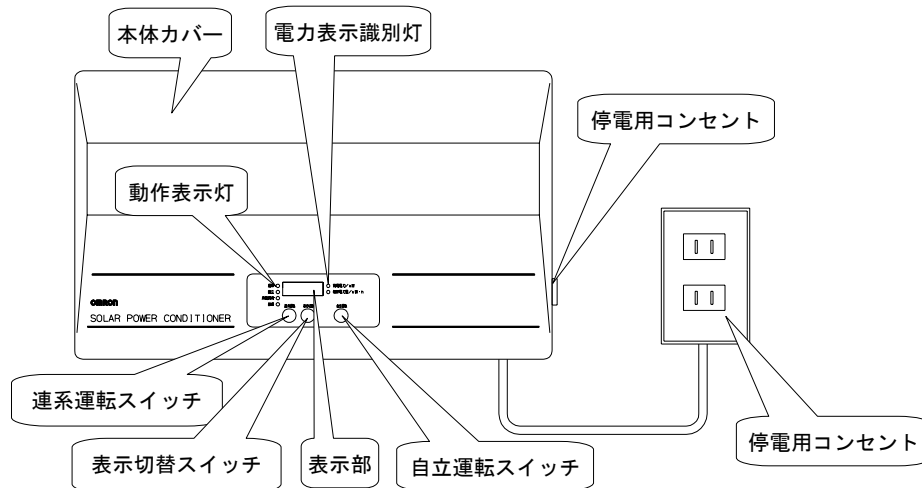 本体カバー
電力表示識別灯
停電用コンセント
動作表示灯
omron
SOLAR POWER CONDITIONER
連系運転スイッチ
表示切替スイッチ
表示部
自立運転スイッチ
停電用コンセント